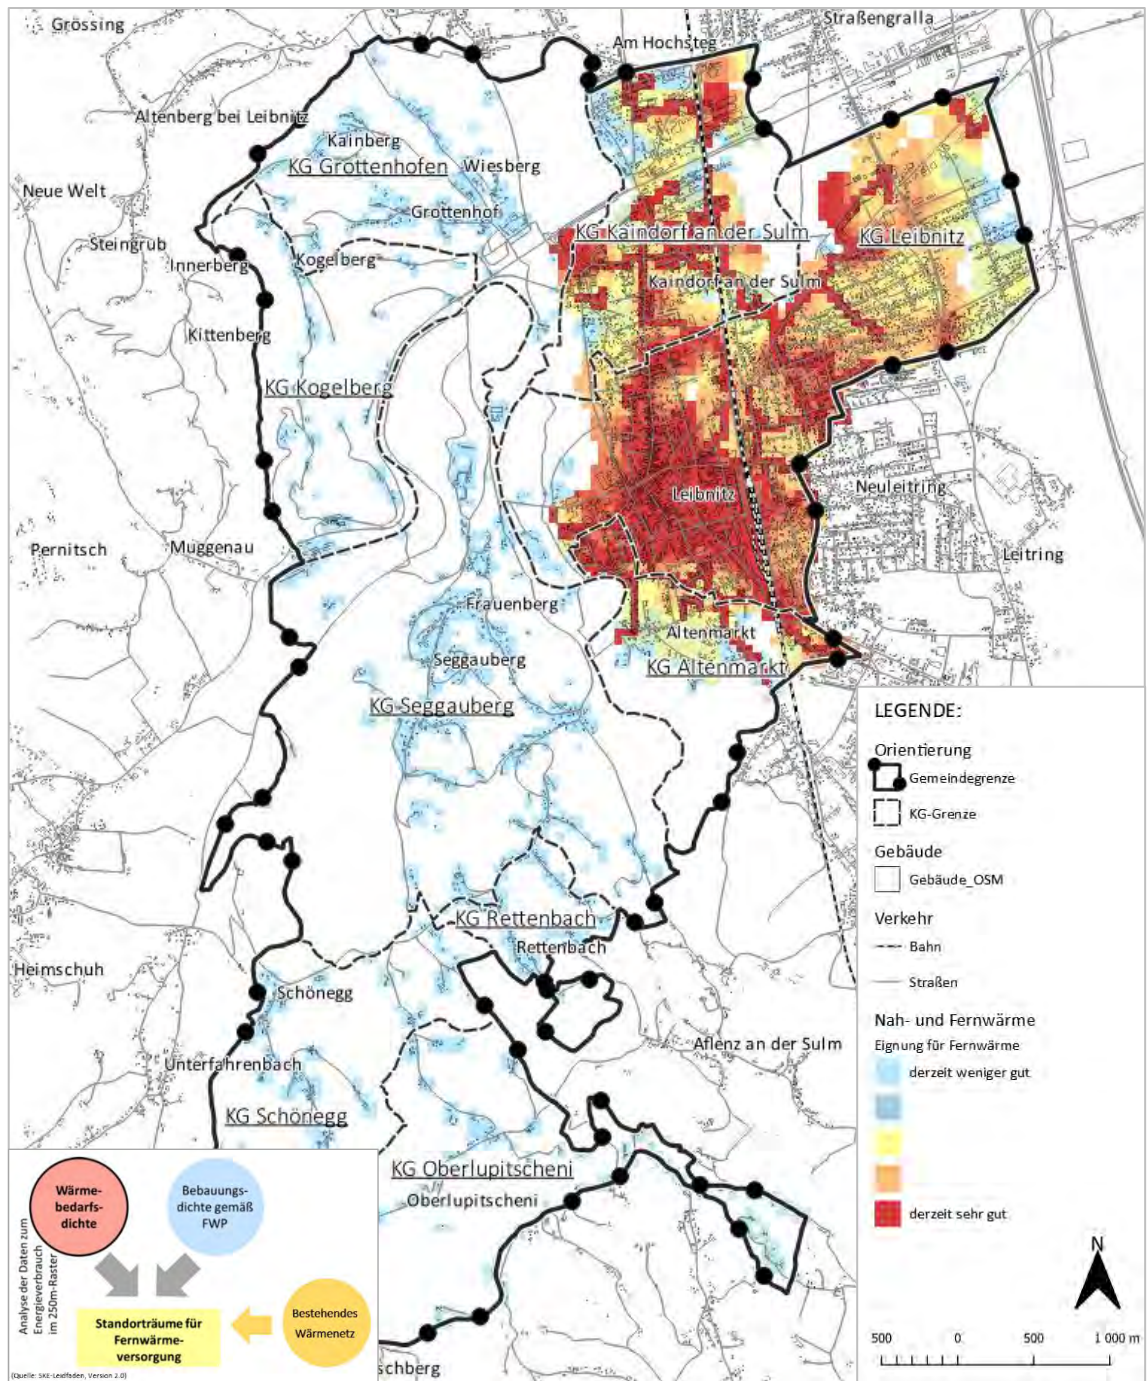 Grössing
Straßengralla
Am Hochsteg
Altenberg bei Leibnitz
Kainberg
KG Grottenhofen
Wiesberg
Neue Welt
Grottenhof
Steingrub
KG Kaindorf an der Sulm
KG Leibnitz
Innerberg
Kogelberg
Kaindorf an der Sulm
Kittenberg
KG Kogelberg
Leibnitz
Neuleitring
Pernitsch
Muggenau
Leitring
Frauenberg
Altenmarkt
Seggauberg
KG Altenmarkt
KG Seggauberg
KG Rettenbach
Rettenbach
Heimschuh
Schönegg
Aflenz an der Sulm
Unterfahrenbach
KG Schönegg
KG Oberlupitscheni
Oberlupitscheni
schberg
LEGENDE:
Orientierung
Gemeindegrenze
KG-Grenze
Gebäude
Gebäude_OSM
Verkehr
Bahn
Straßen
Nah- und Fernwärme
Eignung für Fernwärme
derzeit weniger gut
derzeit sehr gut
N
500 0 500 1 000 m
Wärme-
bedarfs-
dichte
Bebauungs-
dichte gemäß
FWP
Analyse der Daten zum
Energieverbrauch
im 250m-Raster
Standorträume für
Fernwärme-
versorgung
Bestehendes
Wärmenetz
(Quelle: SKE-Leidfaden, Version 2.0)